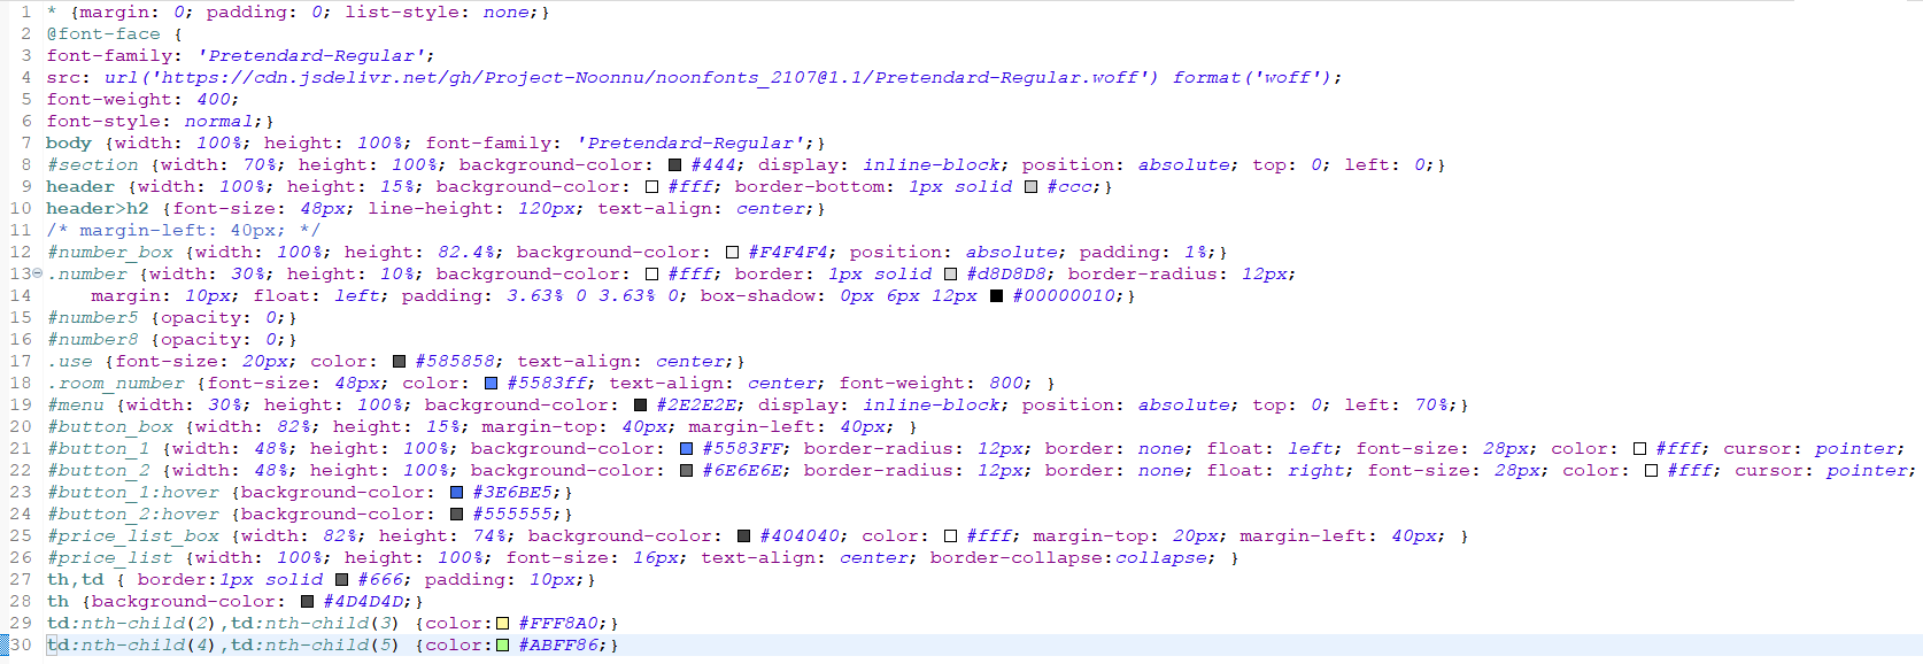 1 * {margin: 0; padding: 0; list-style: none;}
2 @font-face {
3 font-family: 'Pretendard-Regular';
4 src: url('https://cdn.jsdelivr.net/gh/Project-Noonnu/noonfonts_2107@1.1/Pretendard-Regular.woff') format('woff');
5 font-weight: 400;
6 font-style: normal;}
7 body {width: 100%; height: 100%; font-family: 'Pretendard-Regular';}
8 #section {width: 70%; height: 100%; background-color: #444; display: inline-block; position: absolute; top: 0; left: 0;}
9 header {width: 100%; height: 15%; background-color: #fff; border-bottom: 1px solid #ccc;}
10 header>h2 {font-size: 48px; line-height: 120px; text-align: center;}
11 /* margin-left: 40px; */
12 #number_box {width: 100%; height: 82.4%; background-color: #F4F4F4; position: absolute; padding: 1%;}
13 .number {width: 30%; height: 10%; background-color: #fff; border: 1px solid #d8D8D8; border-radius: 12px;
14 margin: 10px; float: left; padding: 3.63% 0 3.63% 0; box-shadow: 0px 6px 12px #00000010;}
15 #number5 {opacity: 0;}
16 #number8 {opacity: 0;}
17 .use {font-size: 20px; color: #585858; text-align: center;}
18 .room_number {font-size: 48px; color: #5583ff; text-align: center; font-weight: 800; }
19 #menu {width: 30%; height: 100%; background-color: #2E2E2E; display: inline-block; position: absolute; top: 0; left: 70%;}
20 #button_box {width: 82%; height: 15%; margin-top: 40px; margin-left: 40px; }
21 #button_1 {width: 48%; height: 100%; background-color: #5583FF; border-radius: 12px; border: none; float: left; font-size: 28px; color: #fff; cursor: pointer;
22 #button_2 {width: 48%; height: 100%; background-color: #6E6E6E; border-radius: 12px; border: none; float: right; font-size: 28px; color: #fff; cursor: pointer;
23 #button_1:hover {background-color: #3E6BE5;}
24 #button_2:hover {background-color: #555555;}
25 #price_list_box {width: 82%; height: 74%; background-color: #404040; color: #fff; margin-top: 20px; margin-left: 40px; }
26 #price_list {width: 100%; height: 100%; font-size: 16px; text-align: center; border-collapse:collapse; }
27 th,td { border:1px solid #666; padding: 10px;}
28 th {background-color: #4D4D4D;}
29 td:nth-child(2),td:nth-child(3) {color: #FFF8A0;}
30 td:nth-child(4),td:nth-child(5) {color: #ABFF86;}